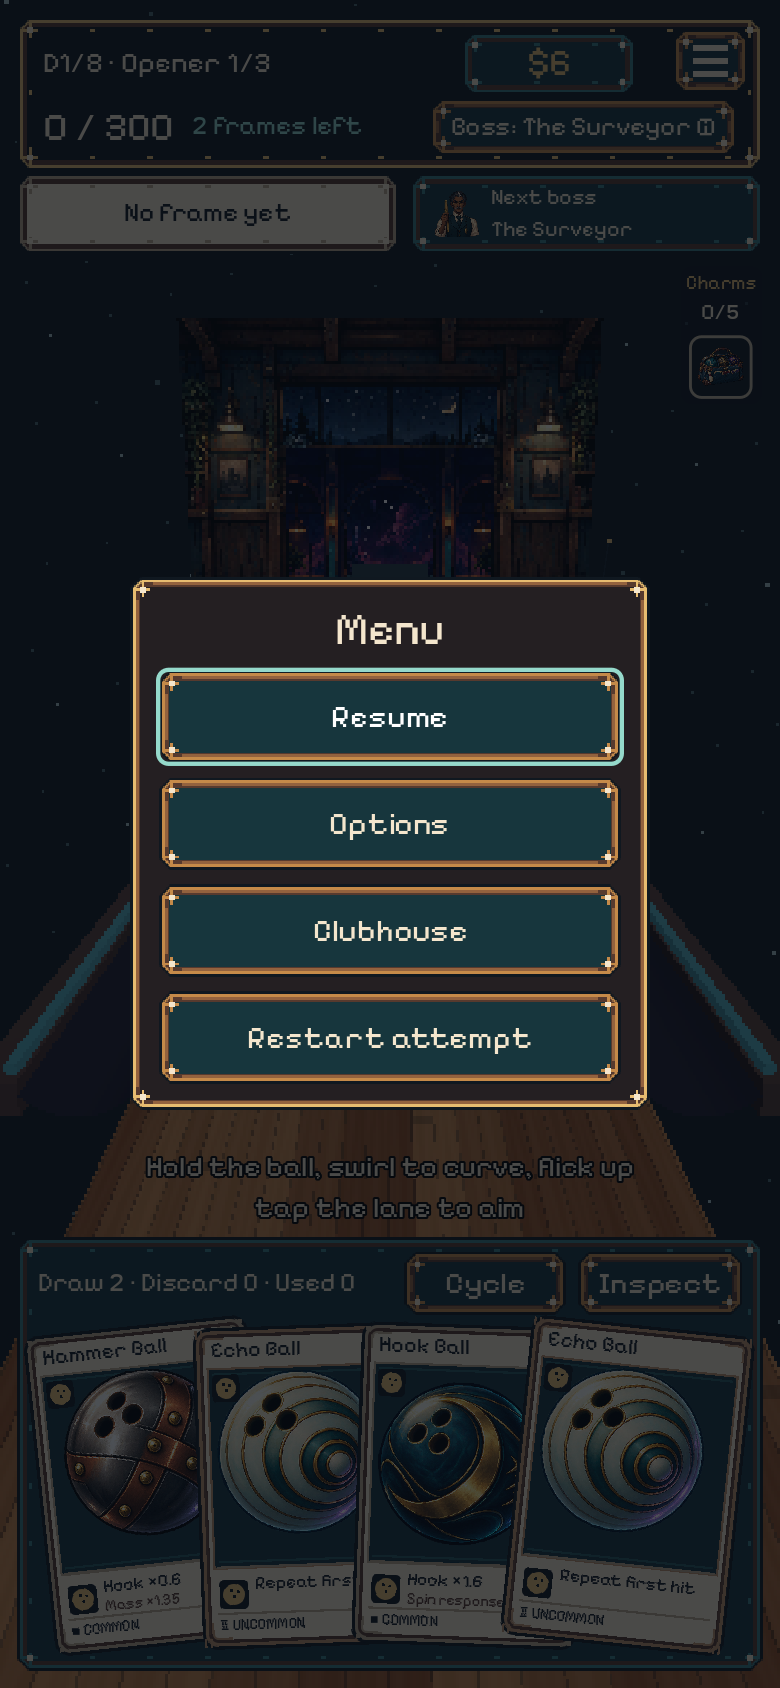 D1/8 · Opener 1/3
$6
0 / 300
2 frames left
Boss: The Surveyor
No frame yet
Next boss
The Surveyor
Charms
0/5
Menu
Resume
Options
Clubhouse
Restart attempt
Hold the ball, swirl to curve, flick up
tap the lane to aim
Draw 2 · Discard 0 · Used 0
Cycle
Inspect
Hammer Ball
Hook ×0.6
Mass ×1.35
COMMON
Echo Ball
Repeat firs
UNCOMMON
Hook Ball
Hook ×1.6
Spin response
COMMON
Echo Ball
Repeat first hit
UNCOMMON